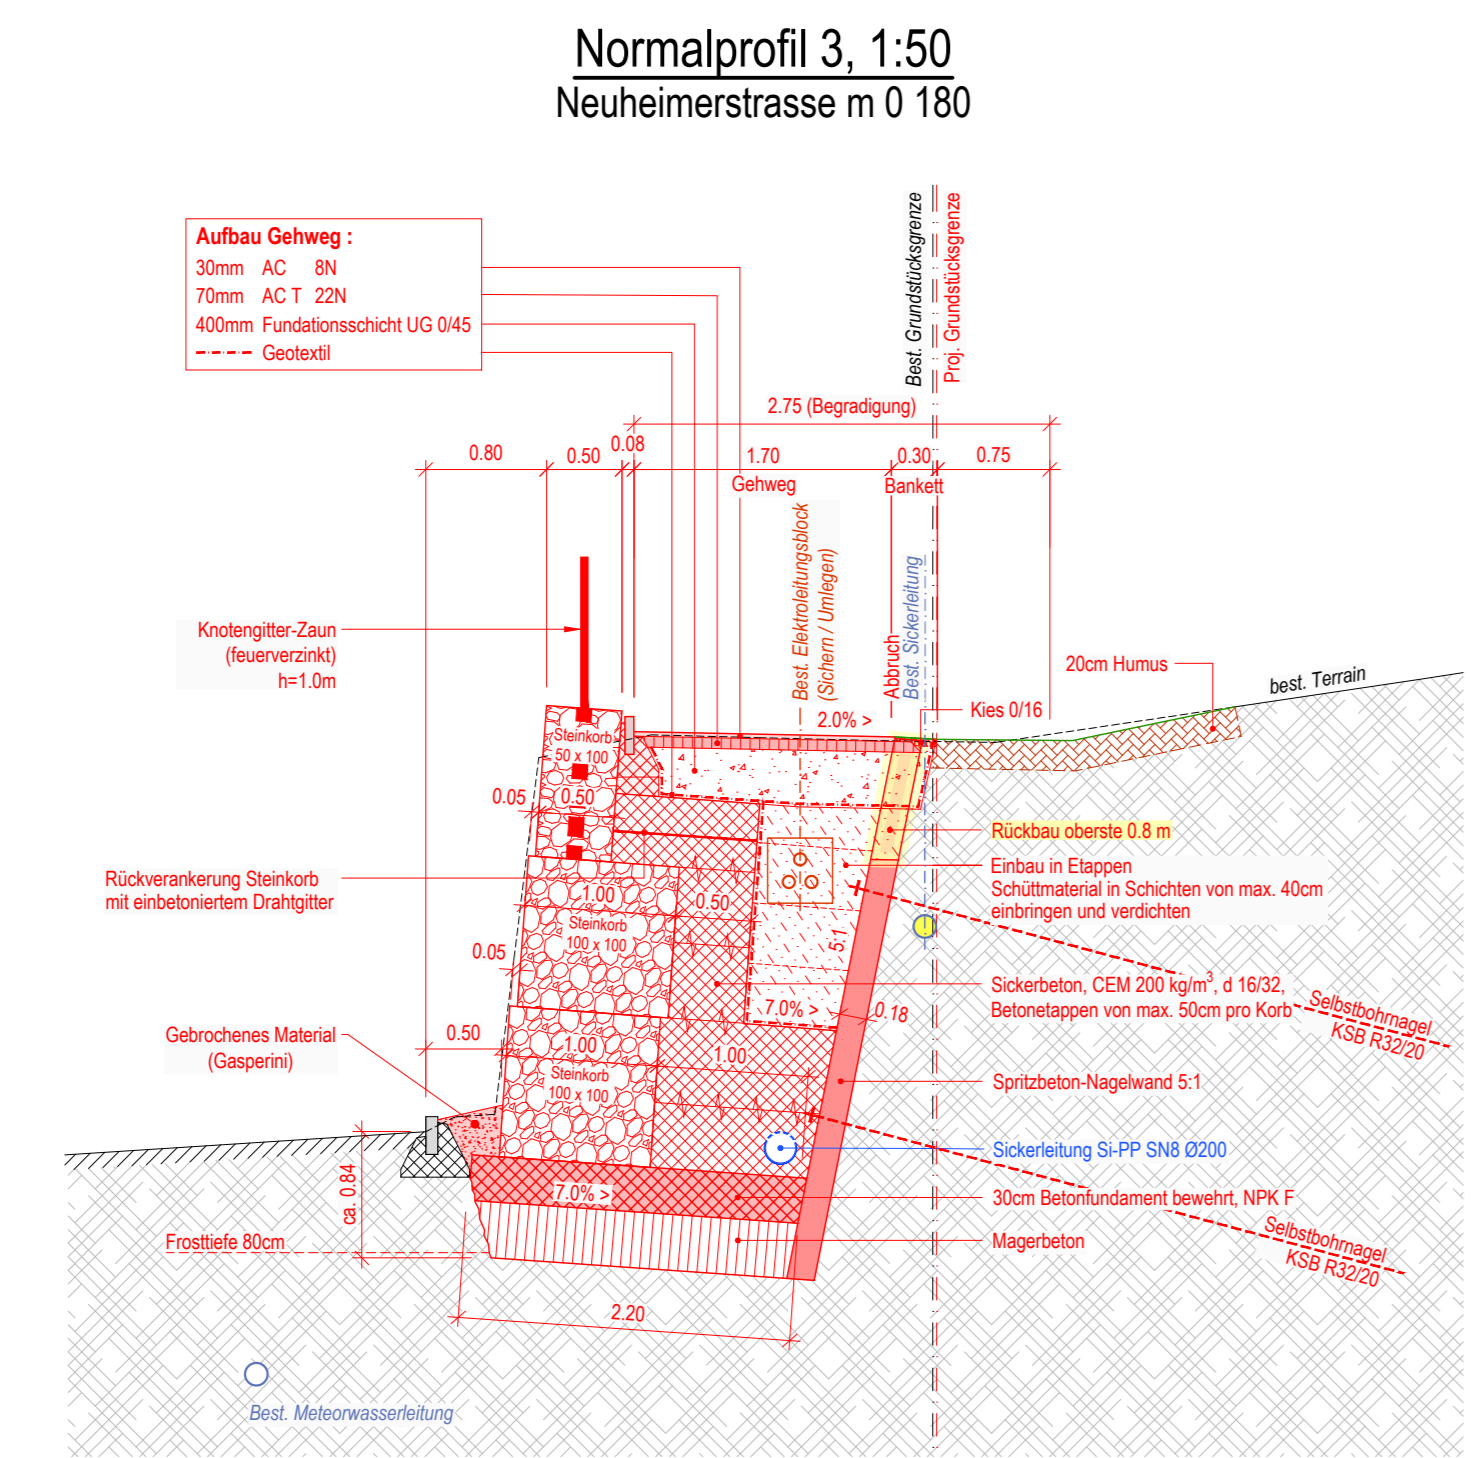 Normalprofil 3, 1:50
Neuheimerstrasse m 0 180
Best. Grundstücksgrenze
Proj. Grundstücksgrenze
Aufbau Gehweg :
30mm AC 8N
70mm AC T 22N
400mm Fundationsschicht UG 0/45
Geotextil
2.75 (Begradigung)
0.80
0.50
0.08
1.70
0.30
0.75
Gehweg
Bankett
Best. Elektroleitungsblock
(Sichern / Umlegen)
Abbruch
Best. Sickerleitung
Knotengitter-Zaun
(feuerverzinkt)
h=1.0m
20cm Humus
best. Terrain
Kies 0/16
2.0% >
Steinkorb
50 x 100
0.05
0.50
Rückbau oberste 0.8 m
Einbau in Etappen
Schüttmaterial in Schichten von max. 40cm
einbringen und verdichten
Rückverankerung Steinkorb
mit einbetoniertem Drahtgitter
1.00
0.50
Steinkorb
100 x 100
5:1
0.05
Sickerbeton, CEM 200 kg/m³, d 16/32,
Betonetappen von max. 50cm pro Korb
Selbstbohrnagel
KSB R32/20
7.0% >
0.18
Gebrochenes Material
(Gasperini)
0.50
1.00
1.00
Steinkorb
100 x 100
Spritzbeton-Nagelwand 5:1
Sickerleitung Si-PP SN8 Ø200
ca. 0.84
7.0% >
30cm Betonfundament bewehrt, NPK F
Frosttiefe 80cm
Magerbeton
Selbstbohrnagel
KSB R32/20
2.20
Best. Meteorwasserleitung